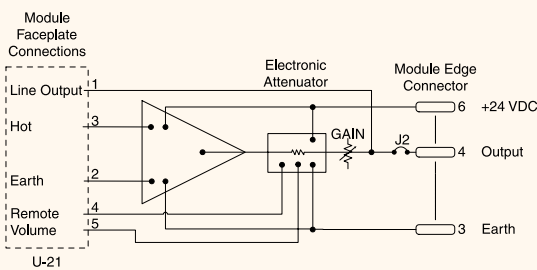 Module
Faceplate
Connections
Line Output 1
Hot 3
Earth 2
Remote 4
Volume 5
U-21
Electronic
Attenuator
GAIN
J2
Module Edge
Connector
6 +24 VDC
4 Output
3 Earth